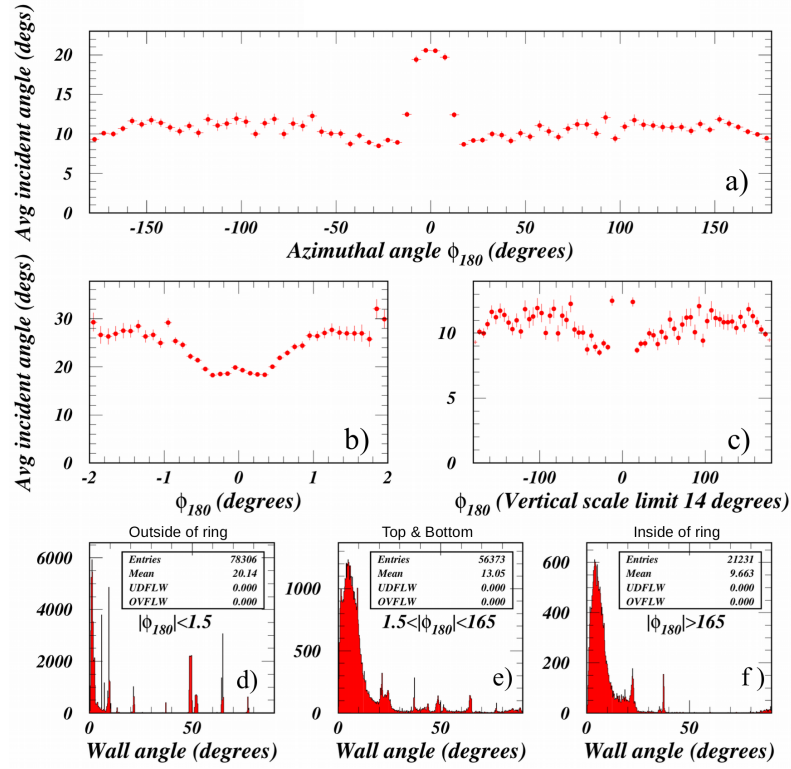 Avg incident angle (degs)
20
15
10
5
0
a)
-150 -100 -50 0 50 100 150
Azimuthal angle ϕ180 (degrees)
Avg incident angle (degs)
30
20
10
0
b)
-2 -1 0 1 2
ϕ180 (degrees)
10
5
0
c)
-100 0 100
ϕ180 (Vertical scale limit 14 degrees)
Outside of ring
6000
4000
2000
0
Entries 78306
Mean 20.14
UDFLW 0.000
OVFLW 0.000
|ϕ180|<1.5
d)
0 50
Wall angle (degrees)
Top & Bottom
1000
500
0
Entries 56373
Mean 13.05
UDFLW 0.000
OVFLW 0.000
1.5<|ϕ180|<165
e)
0 50
Wall angle (degrees)
Inside of ring
600
400
200
0
Entries 21231
Mean 9.663
UDFLW 0.000
OVFLW 0.000
|ϕ180|>165
f )
0 50
Wall angle (degrees)